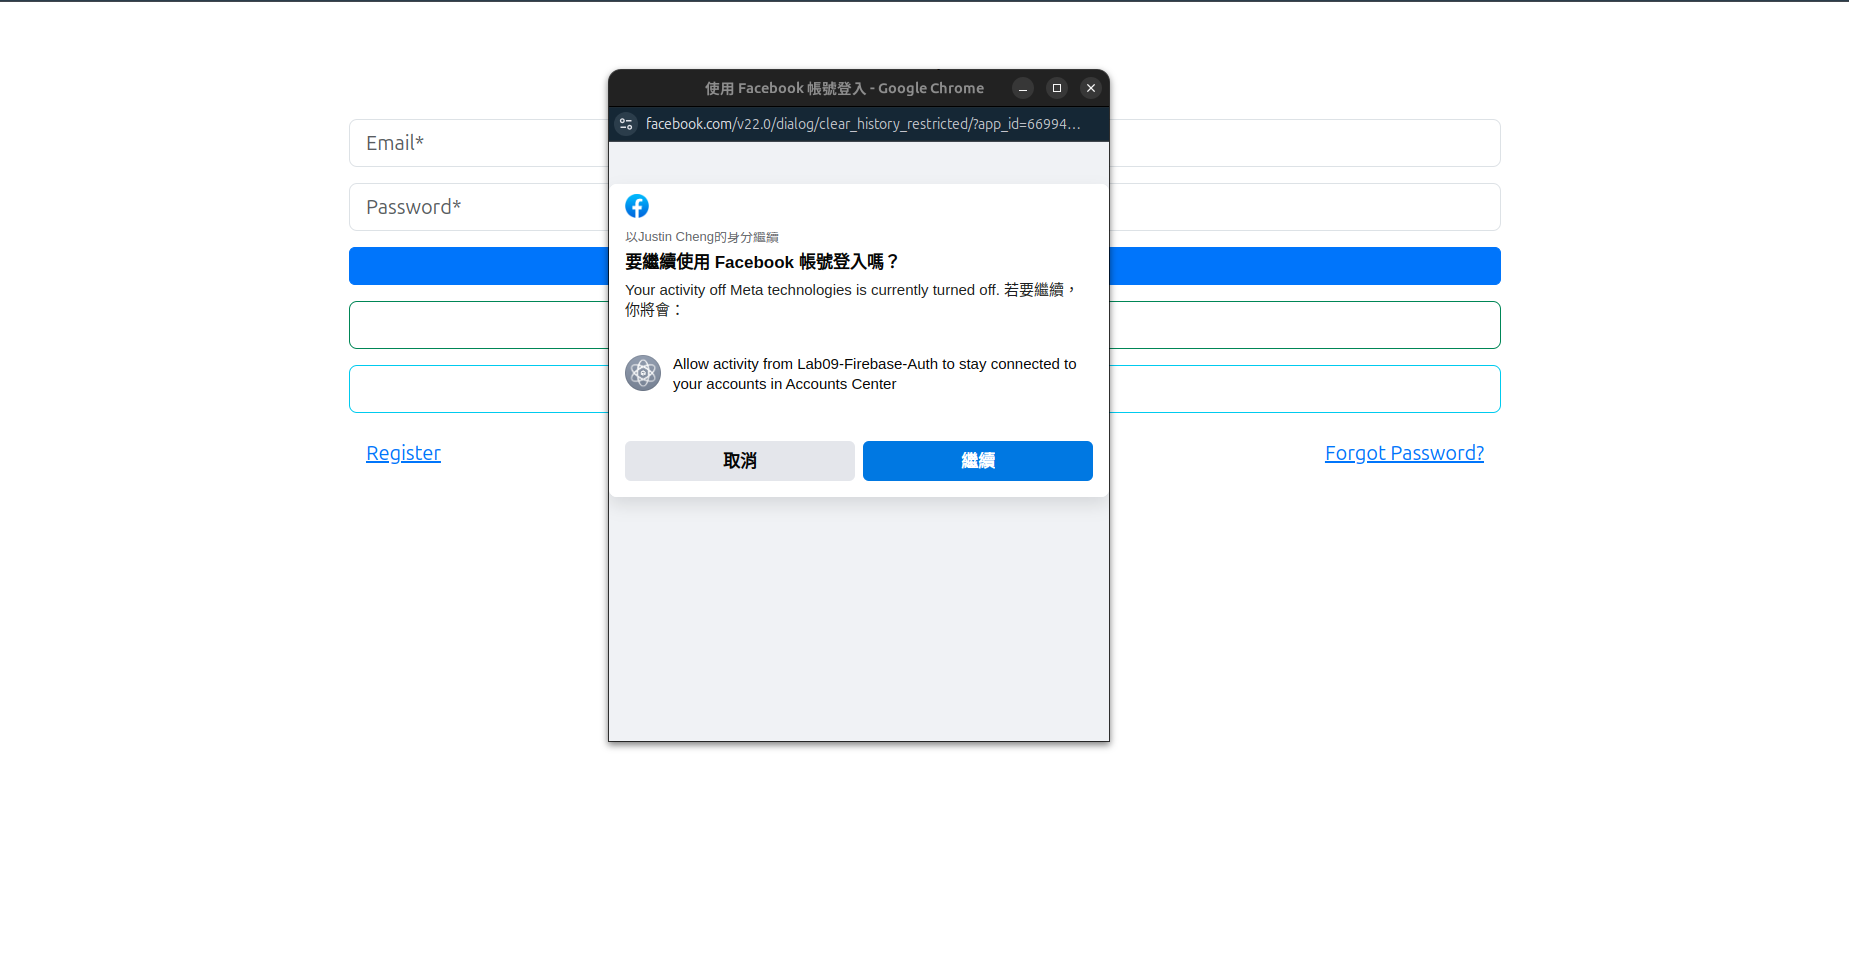 使用 Facebook 帳號登入 - Google Chrome
facebook.com/v22.0/dialog/clear_history_restricted/?app_id=66994...
Email*
Password*
以Justin Cheng的身分繼續
要繼續使用 Facebook 帳號登入嗎？
Your activity off Meta technologies is currently turned off. 若要繼續，
你將會：
Allow activity from Lab09-Firebase-Auth to stay connected to
your accounts in Accounts Center
取消
繼續
Register
Forgot Password?